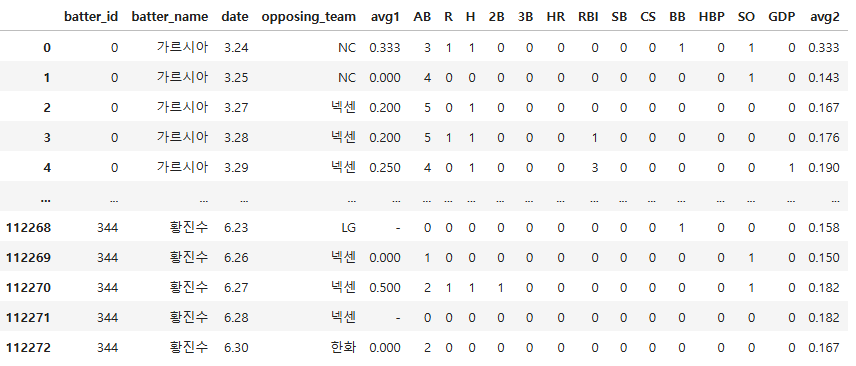 batter_id batter_name date opposing_team avg1 AB R H 2B 3B HR RBI SB CS BB HBP SO GDP avg2
0 0 가르시아 3.24 NC 0.333 3 1 1 0 0 0 0 0 0 1 0 1 0 0.333
1 0 가르시아 3.25 NC 0.000 4 0 0 0 0 0 0 0 0 0 0 1 0 0.143
2 0 가르시아 3.27 넥센 0.200 5 0 1 0 0 0 0 0 0 0 0 0 0 0.167
3 0 가르시아 3.28 넥센 0.200 5 1 1 0 0 0 1 0 0 0 0 0 0 0.176
4 0 가르시아 3.29 넥센 0.250 4 0 1 0 0 0 3 0 0 0 0 0 1 0.190
... ... ... ... ... ... ... ... ... ... ... ... ... ... ... ... ... ... ... ...
112268 344 황진수 6.23 LG - 0 0 0 0 0 0 0 0 0 1 0 0 0 0.158
112269 344 황진수 6.26 넥센 0.000 1 0 0 0 0 0 0 0 0 0 0 1 0 0.150
112270 344 황진수 6.27 넥센 0.500 2 1 1 1 0 0 0 0 0 0 0 1 0 0.182
112271 344 황진수 6.28 넥센 - 0 0 0 0 0 0 0 0 0 0 0 0 0 0.182
112272 344 황진수 6.30 한화 0.000 2 0 0 0 0 0 0 0 0 0 0 0 0 0.167